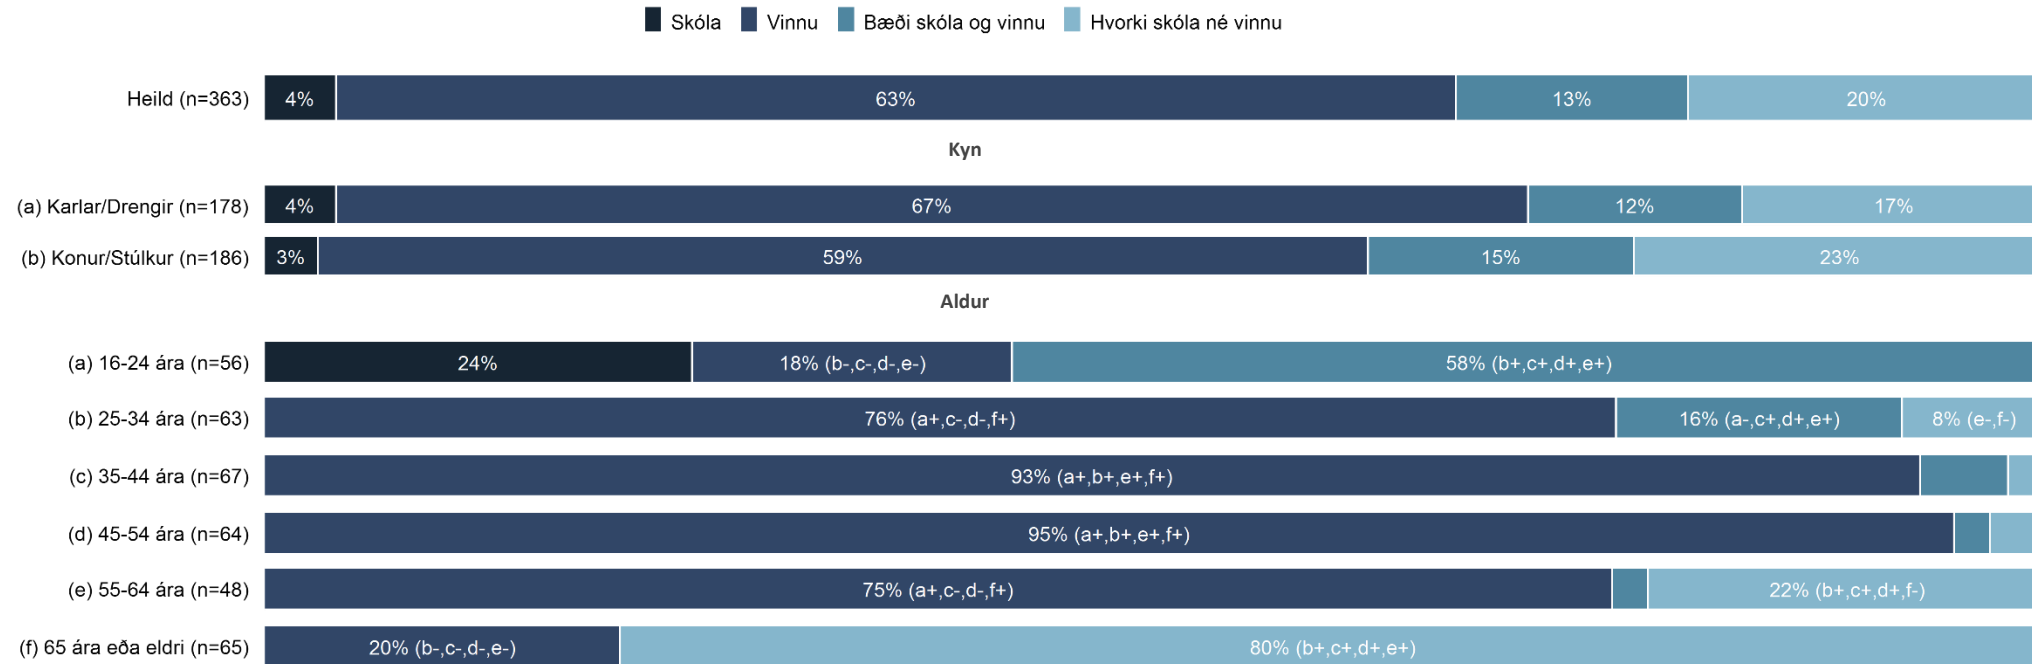 Skóla Vinnu Bæði skóla og vinnu Hvorki skóla né vinnu
Heild (n=363) 4% 63% 13% 20%
Kyn
(a) Karlar/Drengir (n=178) 4% 67% 12% 17%
(b) Konur/Stúlkur (n=186) 3% 59% 15% 23%
Aldur
(a) 16-24 ára (n=56) 24% 18% (b-,c-,d-,e-) 58% (b+,c+,d+,e+)
(b) 25-34 ára (n=63) 76% (a+,c-,d-,f+) 16% (a-,c+,d+,e+) 8% (e-,f-)
(c) 35-44 ára (n=67) 93% (a+,b+,e+,f+)
(d) 45-54 ára (n=64) 95% (a+,b+,e+,f+)
(e) 55-64 ára (n=48) 75% (a+,c-,d-,f+) 22% (b+,c+,d+,f-)
(f) 65 ára eða eldri (n=65) 20% (b-,c-,d-,e-) 80% (b+,c+,d+,e+)